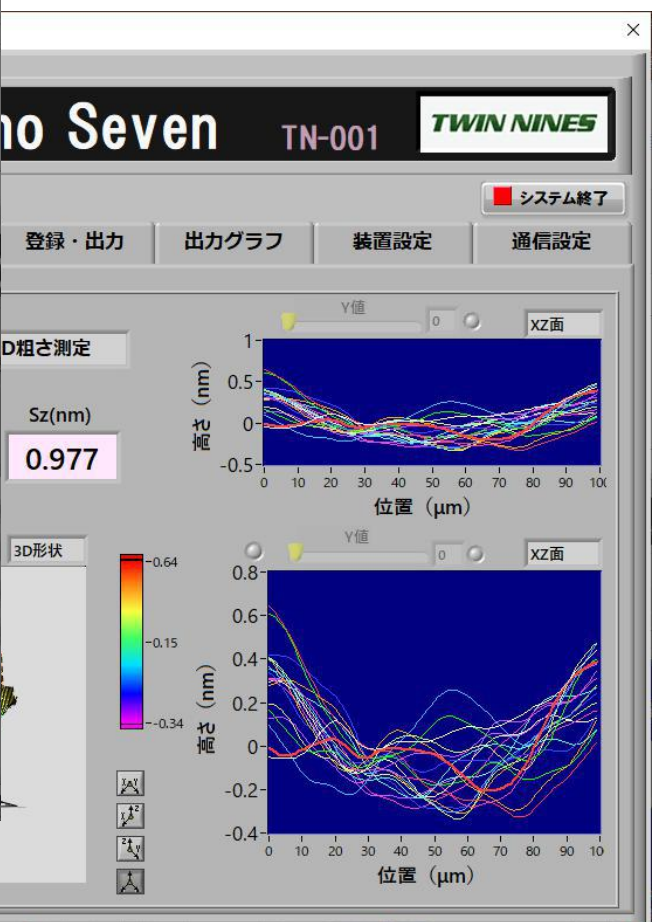 ×
no Seven TN-001 TWIN NINES
システム終了
登録・出力 出力グラフ 装置設定 通信設定
D粗さ測定
Y値
0
XZ面
Sz(nm)
0.977
高さ (nm)
1
0.5
0
-0.5
0 10 20 30 40 50 60 70 80 90 100
位置 (μm)
3D形状
0.64
0.15
-0.34
Y値
0
XZ面
高さ (nm)
0.8
0.6
0.4
0.2
0
-0.2
-0.4
0 10 20 30 40 50 60 70 80 90 10
位置 (μm)